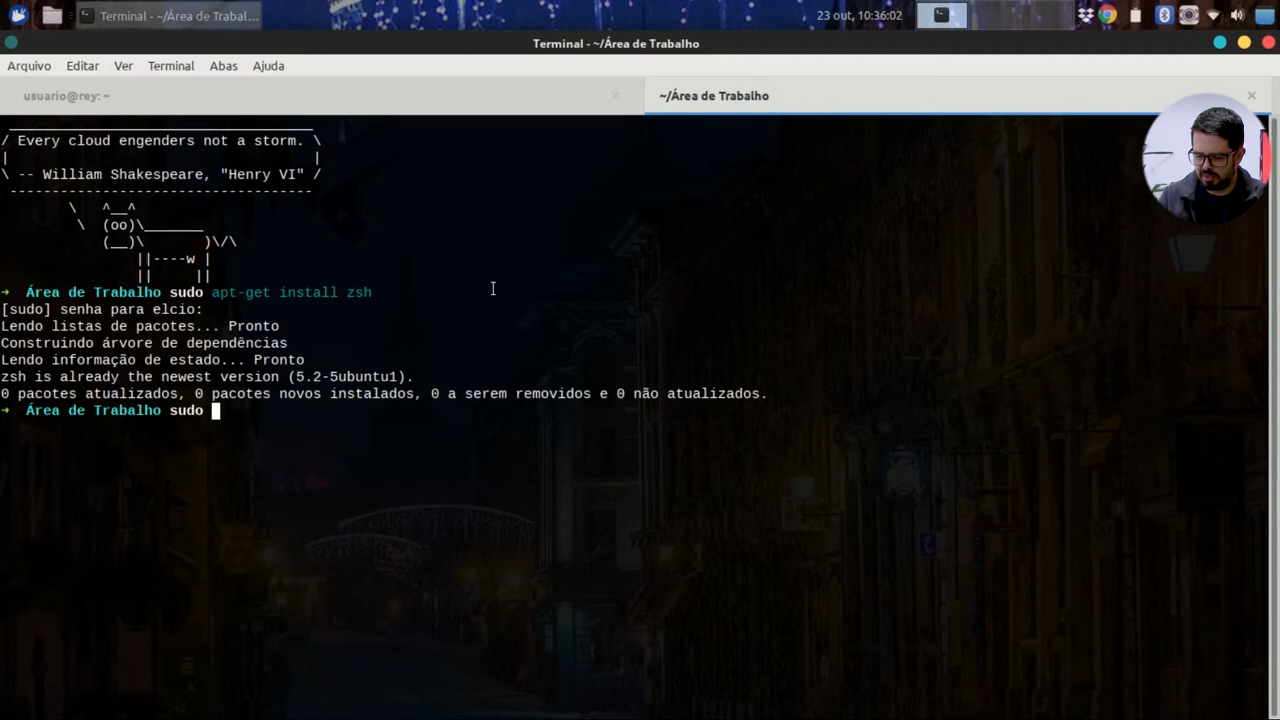 Terminal - ~/Área de Trabal...
23 out, 10:36:02
Terminal - ~/Área de Trabalho
Arquivo Editar Ver Terminal Abas Ajuda
usuario@rey: ~
~/Área de Trabalho
/ Every cloud engenders not a storm. \
| |
\ -- William Shakespeare, "Henry VI" /
------------------------------------
\ ^__^
\ (oo)\_______
(__)\ )\/\
||----w |
|| ||
➜ Área de Trabalho sudo apt-get install zsh
[sudo] senha para elcio:
Lendo listas de pacotes... Pronto
Construindo árvore de dependências
Lendo informação de estado... Pronto
zsh is already the newest version (5.2-5ubuntu1).
0 pacotes atualizados, 0 pacotes novos instalados, 0 a serem removidos e 0 não atualizados.
➜ Área de Trabalho sudo